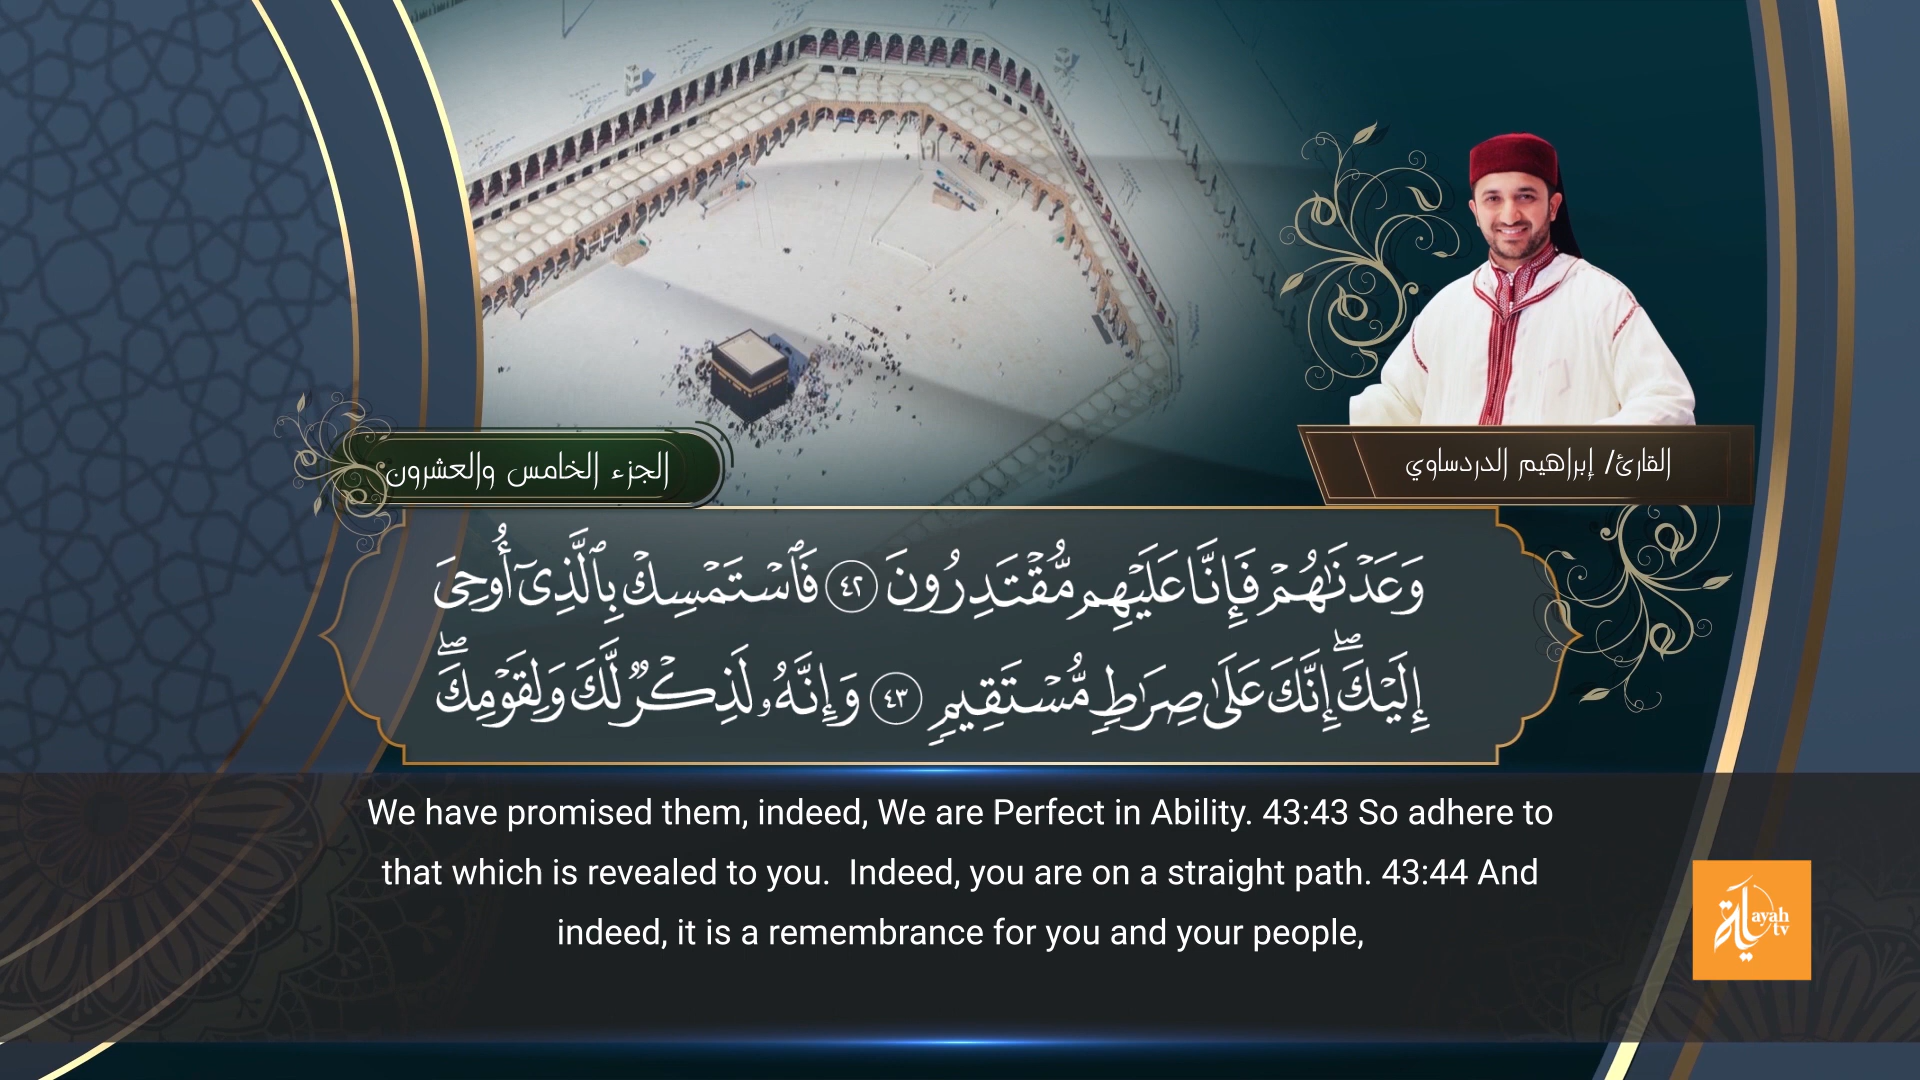 الجزء الخامس والعشرون
القارئ/ إبراهيم الدردساوي
وَعَدْنَٰهُمْ فَإِنَّا عَلَيْهِم مُّقْتَدِرُونَ ٤٢ فَٱسْتَمْسِكْ بِٱلَّذِىٓ أُوحِىَ
إِلَيْكَ ۖ إِنَّكَ عَلَىٰ صِرَٰطٍ مُّسْتَقِيمٍ ٤٣ وَإِنَّهُۥ لَذِكْرٌ لَّكَ وَلِقَوْمِكَ ۖ
We have promised them, indeed, We are Perfect in Ability. 43:43 So adhere to
that which is revealed to you.  Indeed, you are on a straight path. 43:44 And
indeed, it is a remembrance for you and your people,
آية
ayah
tv